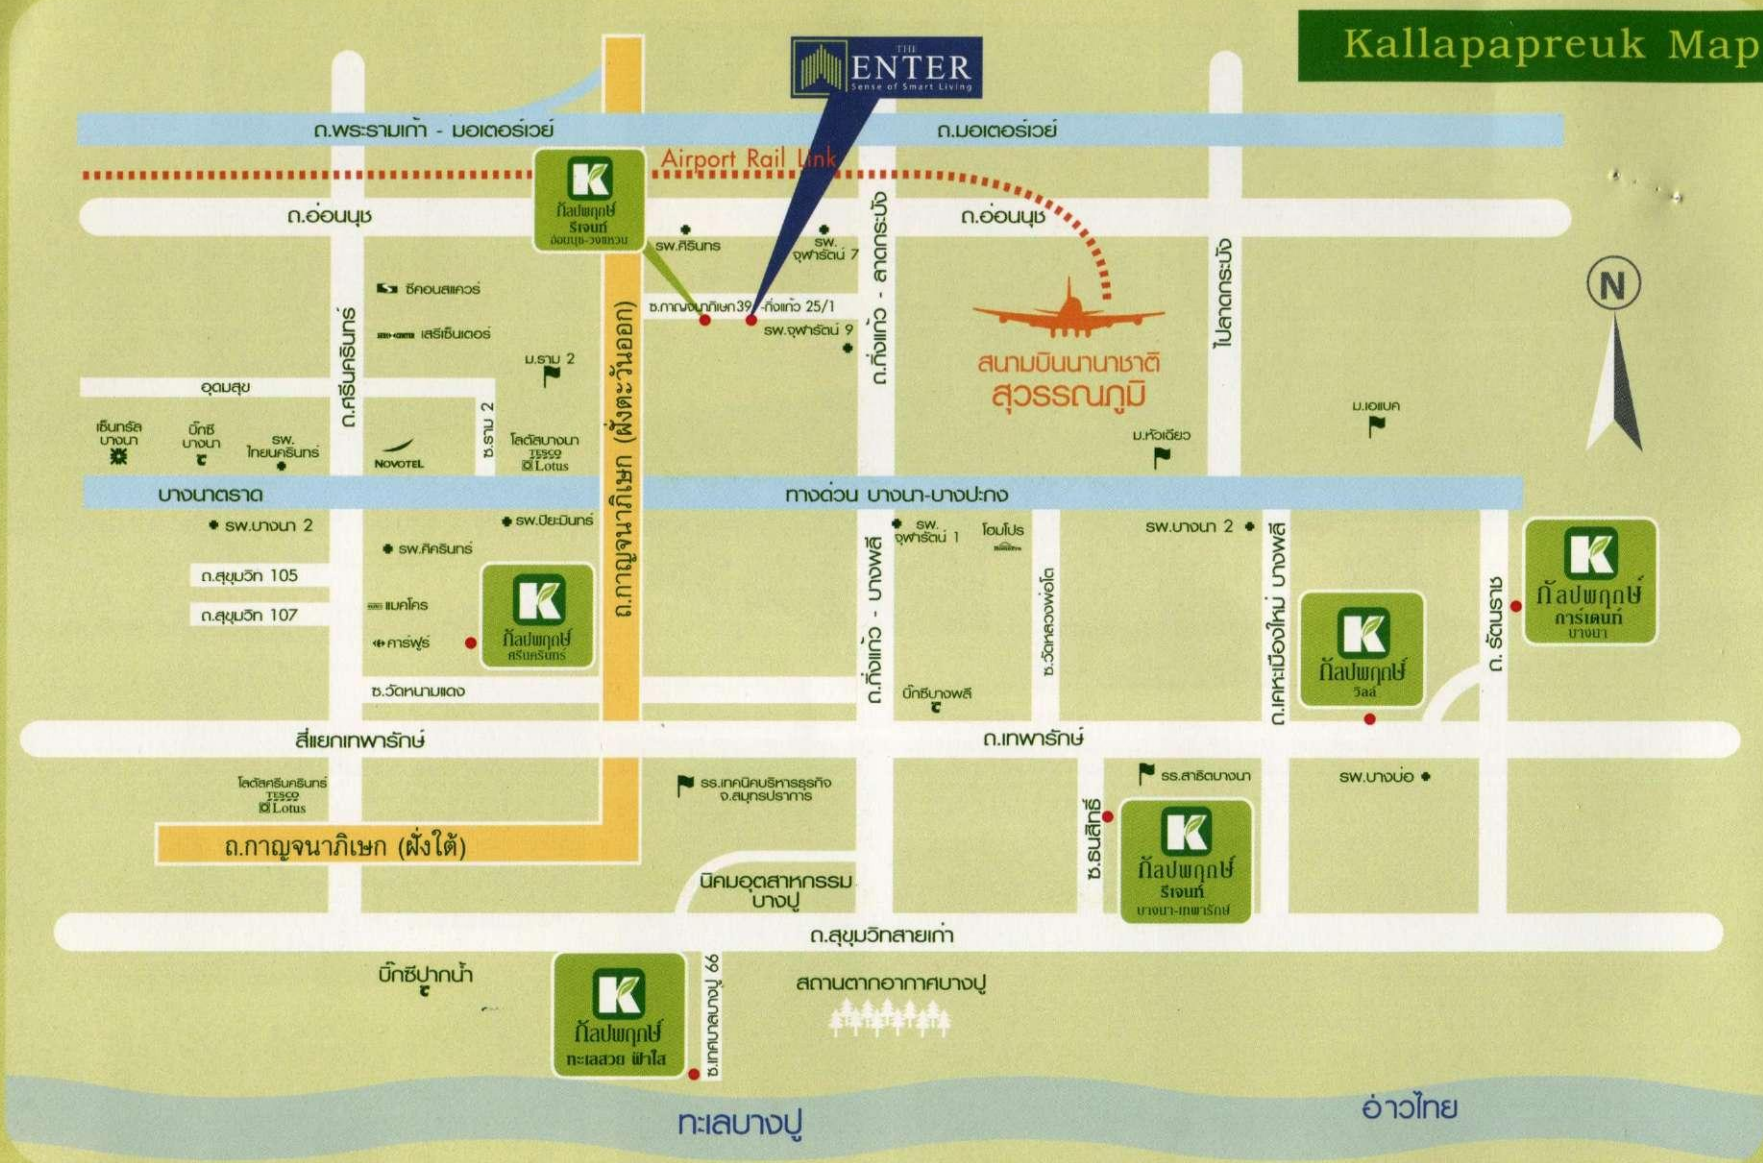 Kallapapreuk Map
THE
ENTER
Sense of Smart Living
ถ.พระรามเก้า - มอเตอร์เวย์
ถ.มอเตอร์เวย์
Airport Rail Link
K
กัลปพฤกษ์
รีเจนท์
อ่อนนุช-วงแหวน
ถ.อ่อนนุช
ถ.อ่อนนุช
รพ.ศิรินทร
รพ.
จุฬารัตน์ 7
ถ.กิ่งแก้ว - ลาดกระบัง
ไปลาดกระบัง
N
ซีคอนสแควร์
ซ.กาญจนาภิเษก39 -กิ่งแก้ว 25/1
เสรีเซ็นเตอร์
รพ.จุฬารัตน์ 9
ถ.ศรีนครินทร์
ถ.กาญจนาภิเษก (ฝั่งตะวันออก)
ม.ราม 2
สนามบินนานาชาติ
สุวรรณภูมิ
อุดมสุข
ซ.ราม 2
เซ็นทรัล
บางนา
บิ๊กซี
บางนา
รพ.
ไทยนครินทร์
NOVOTEL
โลตัสบางนา
TESCO
Lotus
ม.หัวเฉียว
ม.เอแบค
บางนาตราด
ทางด่วน บางนา-บางปะกง
รพ.บางนา 2
รพ.ปิยะมินทร์
รพ.
จุฬารัตน์ 1
โฮมโปร
รพ.บางนา 2
รพ.ศิครินทร์
ถ.สุขุมวิท 105
ถ.สุขุมวิท 107
แมคโคร
คาร์ฟูร์
K
กัลปพฤกษ์
ศรีนครินทร์
ถ.กิ่งแก้ว - บางพลี
ซ.วัดหลวงพ่อโต
ถ.เคหะเมืองใหม่ บางพลี
K
กัลปพฤกษ์
วิลล์
ถ. รัตนราช
K
กัลปพฤกษ์
การ์เดนท์
บางนา
ซ.วัดหนามแดง
บิ๊กซีบางพลี
สี่แยกเทพารักษ์
ถ.เทพารักษ์
โลตัสศรีนครินทร์
TESCO
Lotus
รร.เทคนิคบริหารธุรกิจ
จ.สมุทรปราการ
รร.สาธิตบางนา
รพ.บางบ่อ
ซ.ธนสิทธิ์
K
กัลปพฤกษ์
รีเจนท์
บางนา-เทพารักษ์
ถ.กาญจนาภิเษก (ฝั่งใต้)
นิคมอุตสาหกรรม
บางปู
ถ.สุขุมวิทสายเก่า
บิ๊กซีปากน้ำ
K
กัลปพฤกษ์
ทะเลสวย ฟ้าใส
ซ.เทศบาลบางปู 66
สถานตากอากาศบางปู
ทะเลบางปู
อ่าวไทย